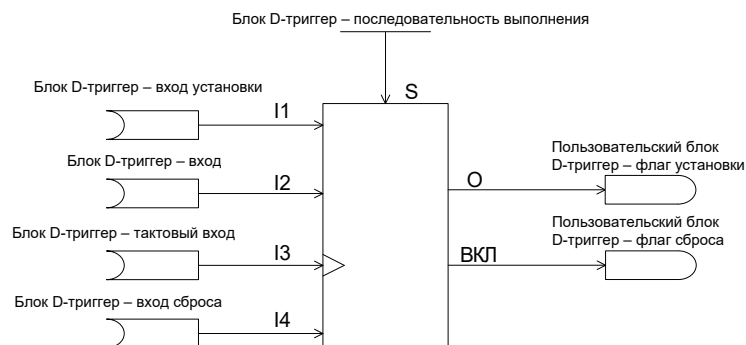 Блок D-триггер – последовательность выполнения
S
Блок D-триггер – вход установки
I1
Блок D-триггер – вход
I2
Блок D-триггер – тактовый вход
I3
Блок D-триггер – вход сброса
I4
O
Пользовательский блок
D-триггер – флаг установки
ВКЛ
Пользовательский блок
D-триггер – флаг сброса